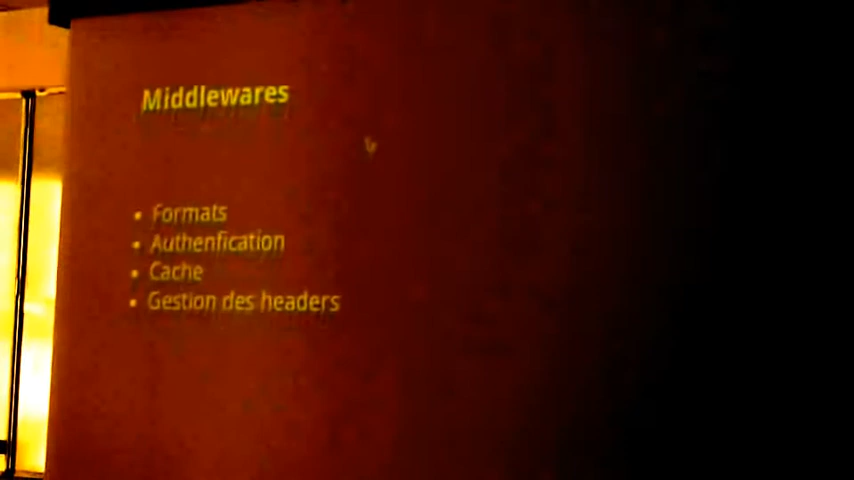 Middlewares
• Formats
• Authenfication
• Cache
• Gestion des headers